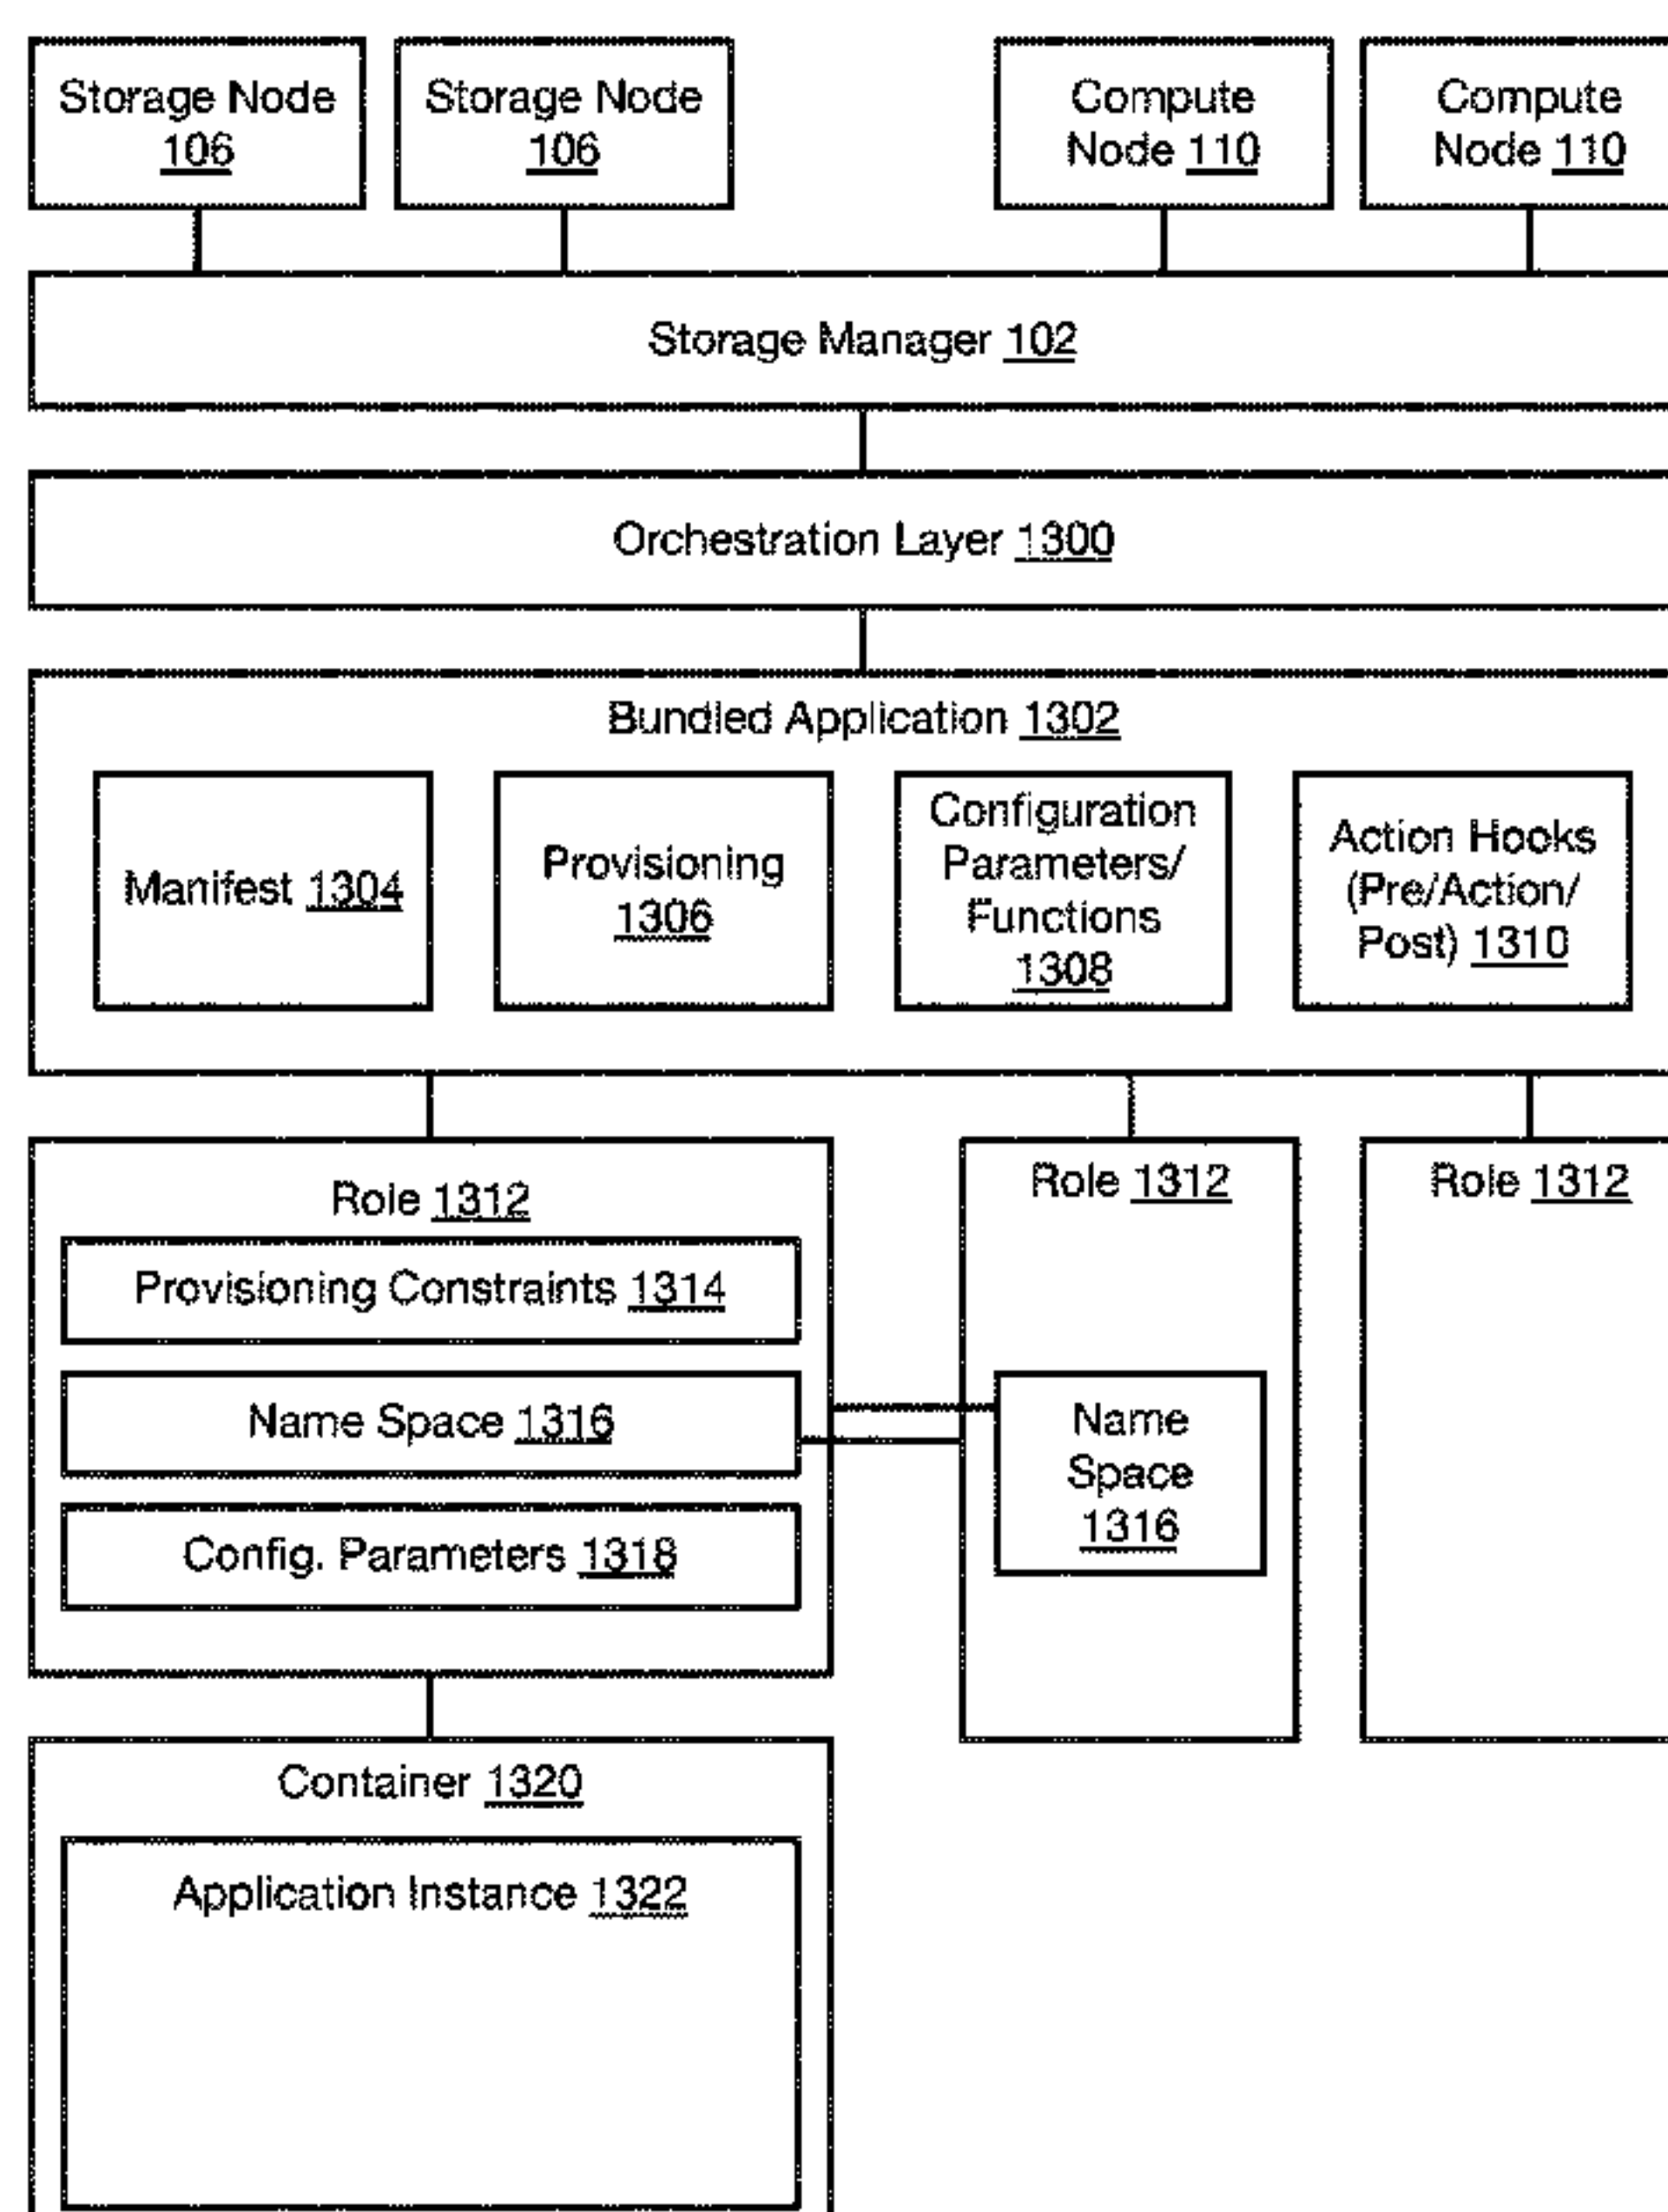 Storage Node
106
Storage Node
106
Compute
Node 110
Compute
Node 110
Storage Manager 102
Orchestration Layer 1300
Bundled Application 1302
Manifest 1304
Provisioning
1306
Configuration
Parameters/
Functions
1308
Action Hooks
(Pre/Action/
Post) 1310
Role 1312
Provisioning Constraints 1314
Name Space 1316
Config. Parameters 1318
Role 1312
Name
Space
1316
Role 1312
Container 1320
Application Instance 1322